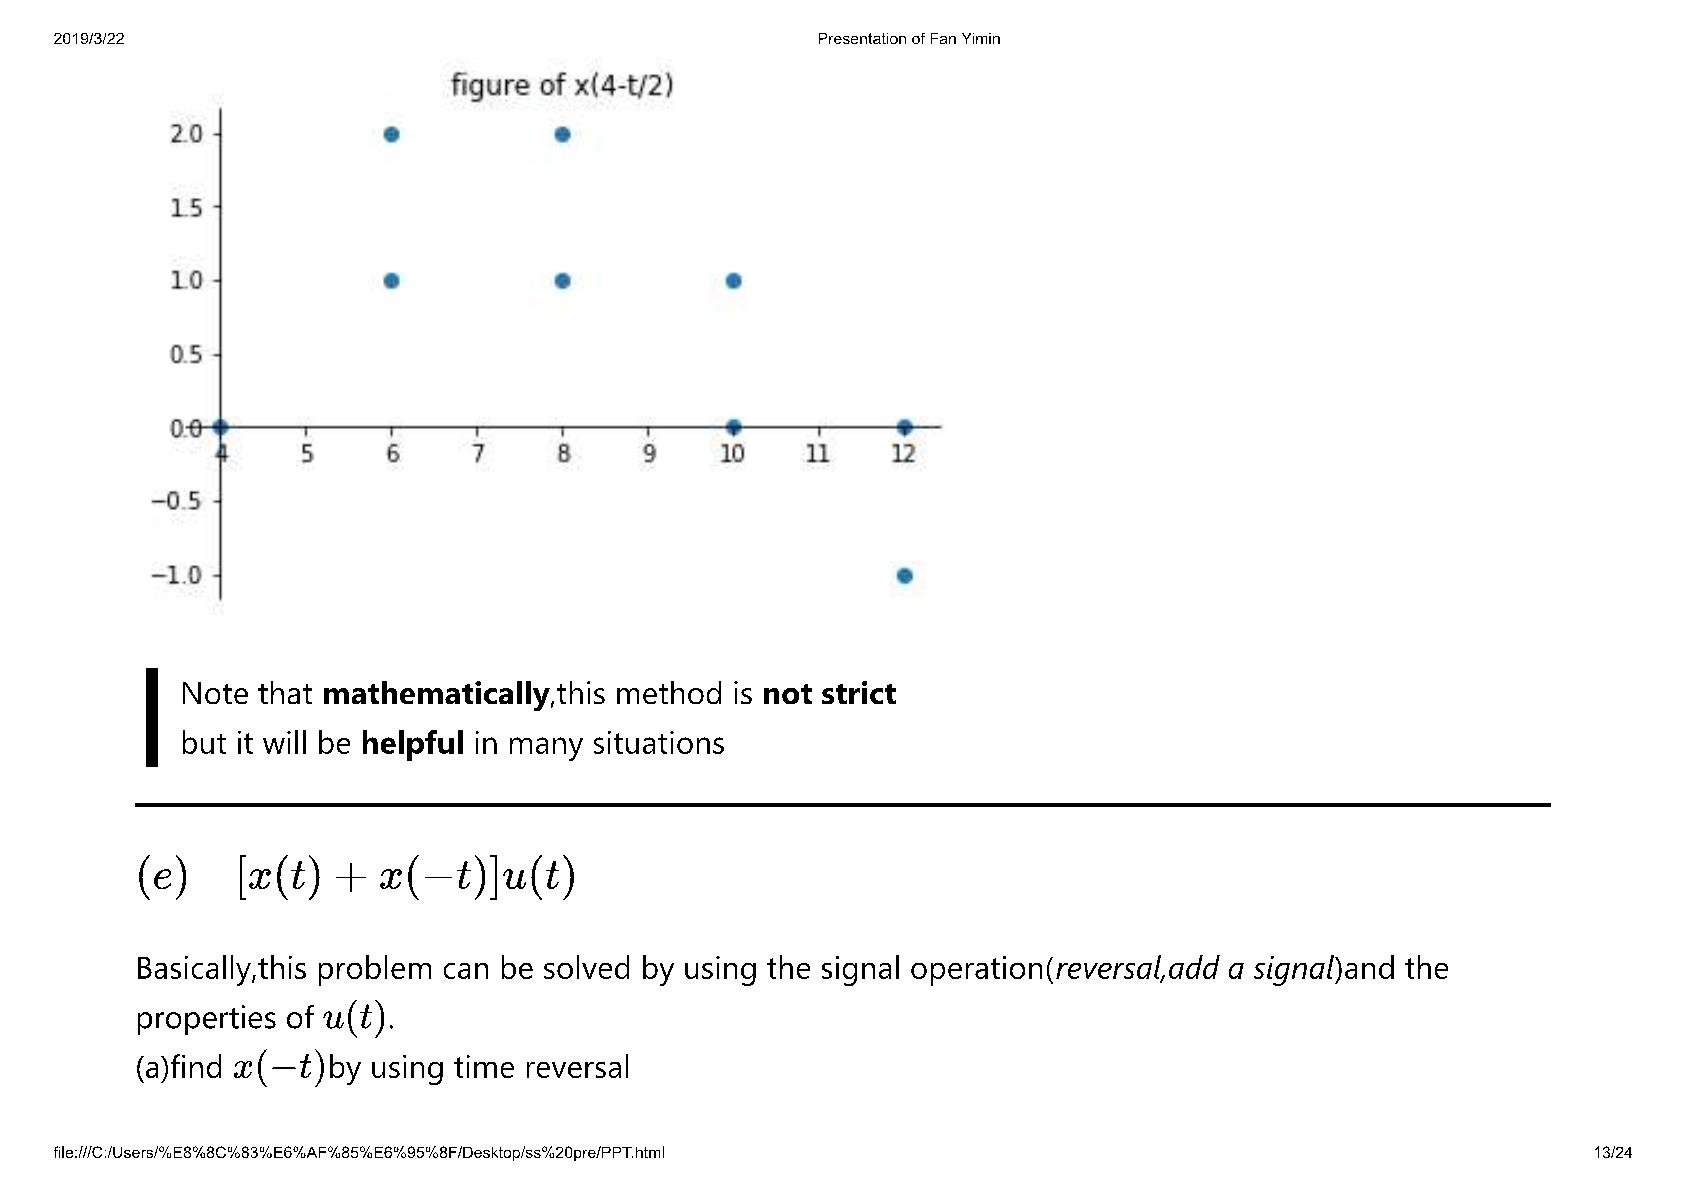 2019/3/22 Presentation of Fan Yimin
figure of x(4-t/2)
2.0
1.5
1.0
0.5
0.0
4 5 6 7 8 9 10 11 12
−0.5
−1.0
Note that mathematically,this method is not strict
but it will be helpful in many situations
(e) [x(t) + x(−t)]u(t)
Basically,this problem can be solved by using the signal operation(reversal,add a signal)and the
properties of u(t).
(a)find x(−t)by using time reversal
file:///C:/Users/%E8%8C%83%E6%AF%85%E6%95%8F/Desktop/ss%20pre/PPT.html 13/24